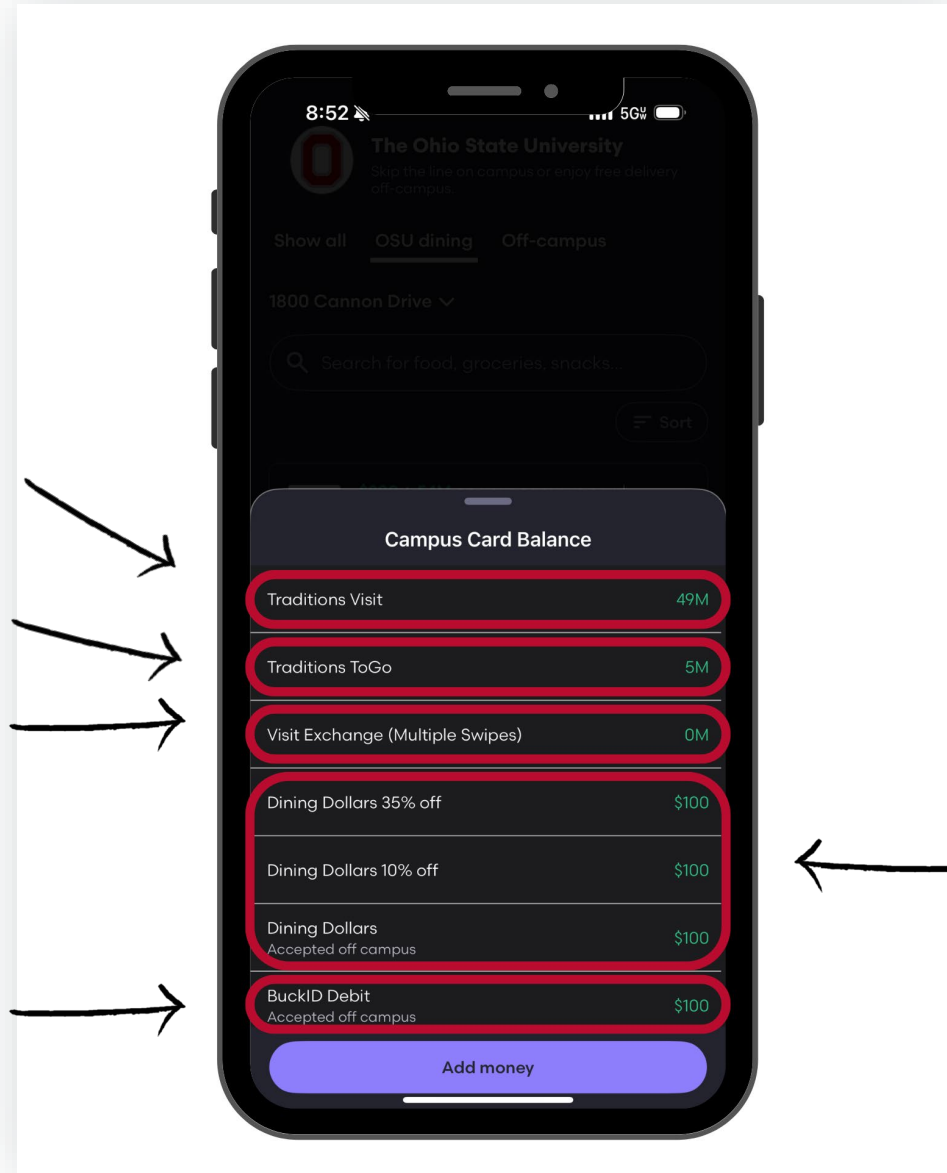 8:52
5G UW
O
The Ohio State University
Skip the line on campus or enjoy free delivery
off-campus.
Show all OSU dining Off-campus
1800 Cannon Drive
Search for food, groceries, snacks...
Sort
Campus Card Balance
Traditions Visit 49M
Traditions ToGo 5M
Visit Exchange (Multiple Swipes) 0M
Dining Dollars 35% off $100
Dining Dollars 10% off $100
Dining Dollars
Accepted off campus $100
BuckID Debit
Accepted off campus $100
Add money